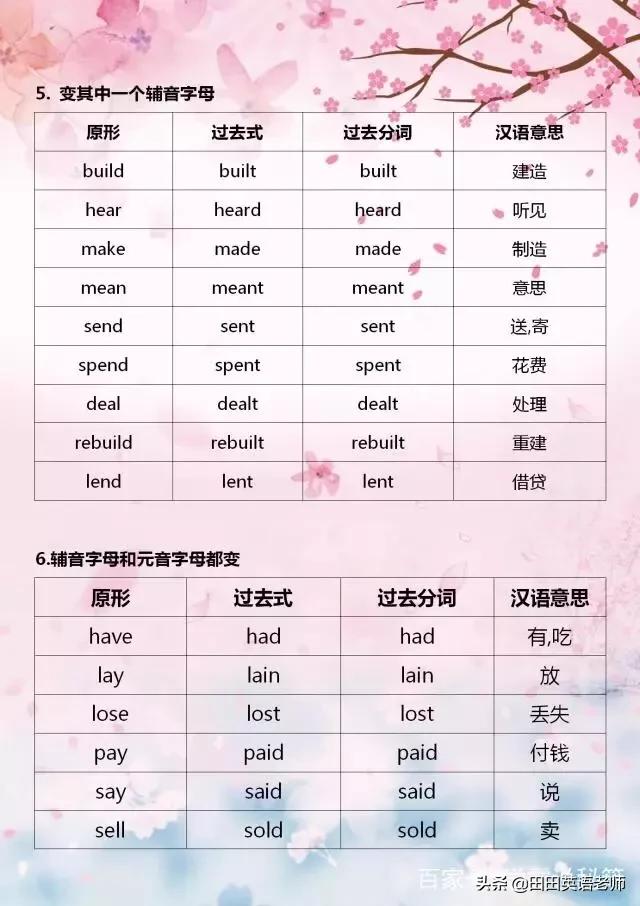 5. 变其中一个辅音字母
原形 过去式 过去分词 汉语意思
build built built 建造
hear heard heard 听见
make made made 制造
mean meant meant 意思
send sent sent 送,寄
spend spent spent 花费
deal dealt dealt 处理
rebuild rebuilt rebuilt 重建
lend lent lent 借贷
6.辅音字母和元音字母都变
原形 过去式 过去分词 汉语意思
have had had 有,吃
lay lain lain 放
lose lost lost 丢失
pay paid paid 付钱
say said said 说
sell sold sold 卖
百家
头条 @田田英语老师